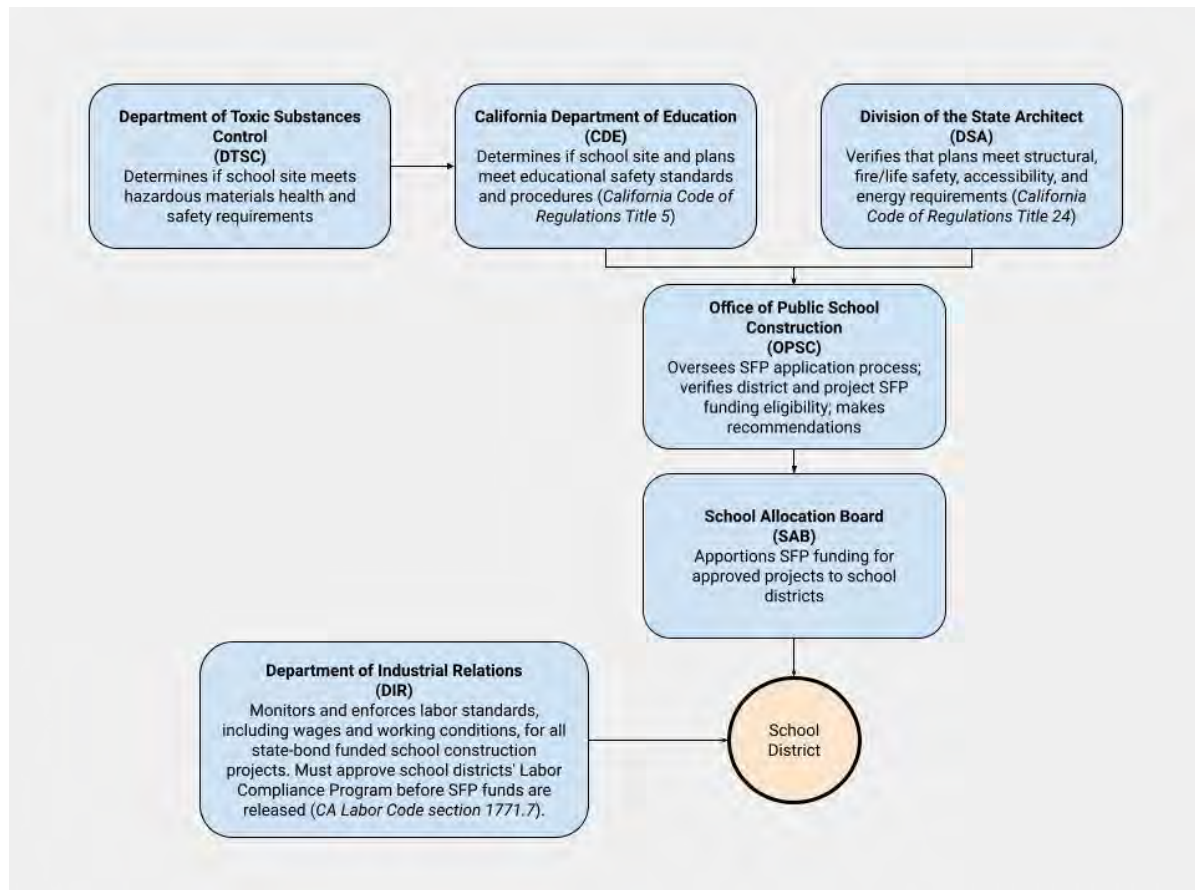 Department of Toxic Substances
Control
(DTSC)
Determines if school site meets
hazardous materials health and
safety requirements
California Department of Education
(CDE)
Determines if school site and plans
meet educational safety standards
and procedures (California Code of
Regulations Title 5)
Division of the State Architect
(DSA)
Verifies that plans meet structural,
fire/life safety, accessibility, and
energy requirements (California
Code of Regulations Title 24)
Office of Public School
Construction
(OPSC)
Oversees SFP application process;
verifies district and project SFP
funding eligibility; makes
recommendations
School Allocation Board
(SAB)
Apportions SFP funding for
approved projects to school
districts
Department of Industrial Relations
(DIR)
Monitors and enforces labor standards,
including wages and working conditions, for all
state-bond funded school construction
projects. Must approve school districts' Labor
Compliance Program before SFP funds are
released (CA Labor Code section 1771.7).
School
District